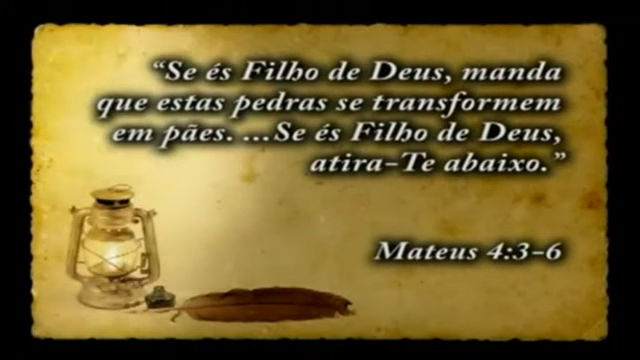 “Se és Filho de Deus, manda
que estas pedras se transformem
em pães. ...Se és Filho de Deus,
atira-Te abaixo.”
Mateus 4:3-6